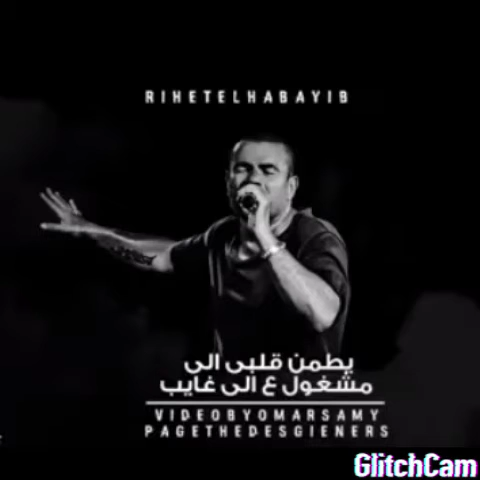 RIHETELHABAYIB
يطمن قلبى الى
مشغول ع الى غايب
VIDEOBYOMARSAMY
PAGETHEDESGIENERS
GlitchCam